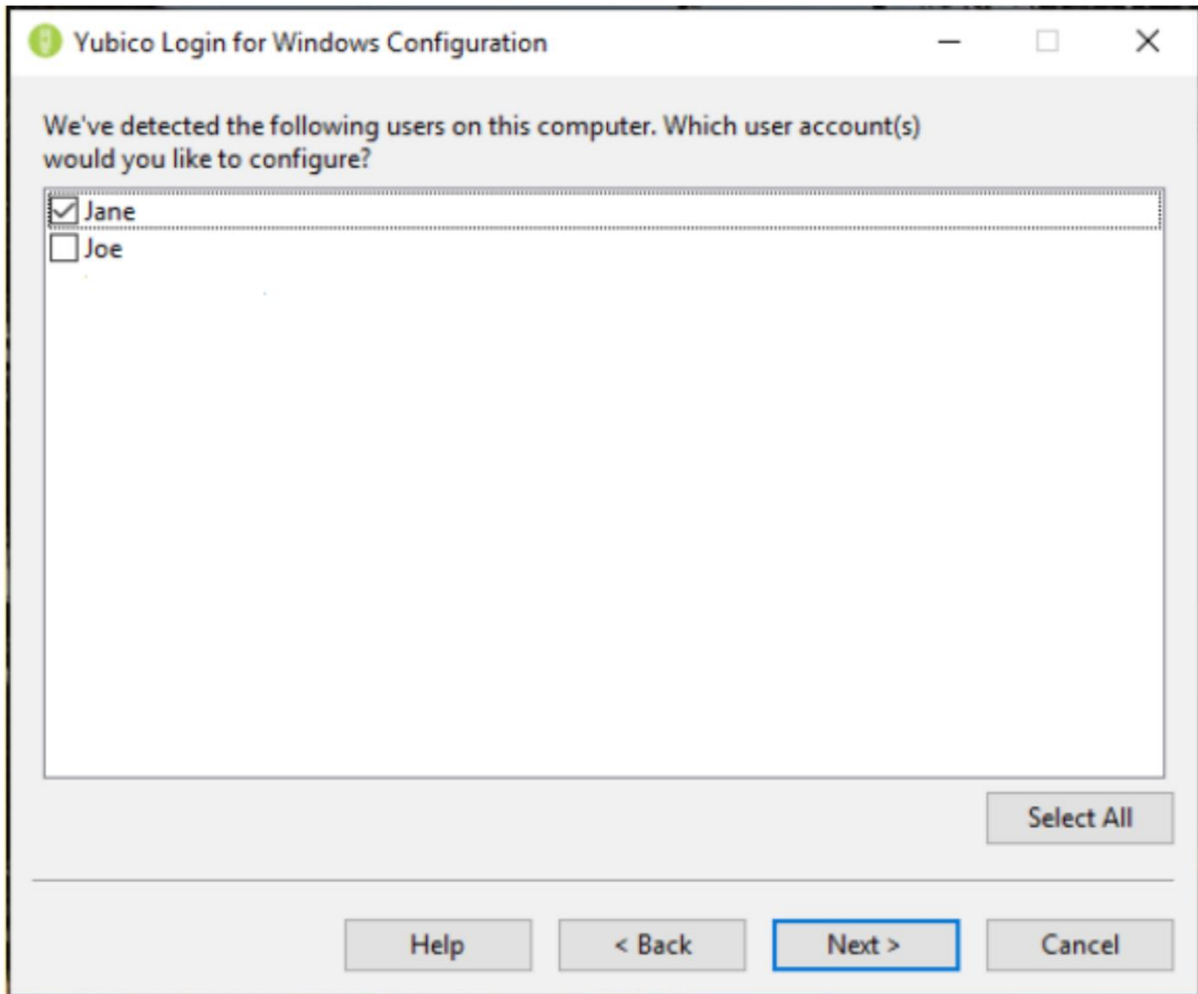 Yubico Login for Windows Configuration
We've detected the following users on this computer. Which user account(s)
would you like to configure?
Jane
Joe
Select All
Help
< Back
Next >
Cancel